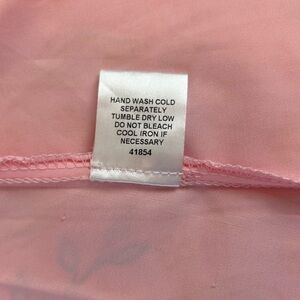 HAND WASH COLD
SEPARATELY
TUMBLE DRY LOW
DO NOT BLEACH
COOL IRON IF
NECESSARY
41854